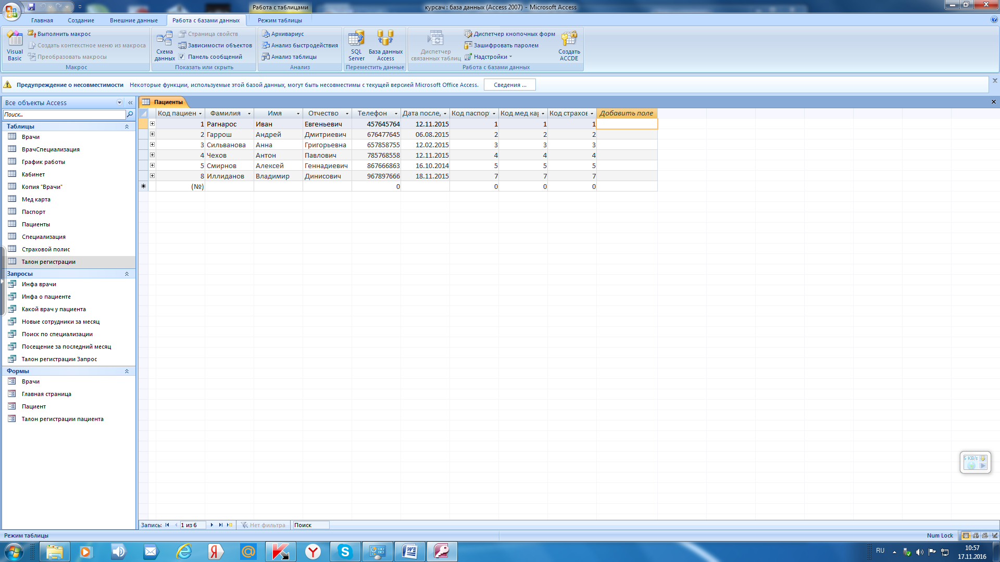 Работа с таблицами
курсач : база данных (Access 2007) - Microsoft Access
Главная Создание Внешние данные Работа с базами данных Режим таблицы
Visual Basic
Выполнить макрос
Создать контекстное меню из макроса
Преобразовать макросы
Макрос
Схема данных
Страница свойств
Зависимости объектов
Панель сообщений
Показать или скрыть
Архивариус
Анализ быстродействия
Анализ таблицы
Анализ
SQL Server
База данных Access
Переместить данные
Диспетчер связанных таблиц
Диспетчер кнопочных форм
Зашифровать паролем
Надстройки
Создать ACCDE
Работа с базами данных
Предупреждение о несовместимости Некоторые функции, используемые этой базой данных, могут быть несовместимы с текущей версией Microsoft Office Access. Сведения ...
Все объекты Access
Поиск...
Таблицы
Врачи
ВрачСпециализация
График работы
Кабинет
Копия "Врачи"
Мед карта
Паспорт
Пациенты
Специализация
Страховой полис
Талон регистрации
Запросы
Инфа врачи
Инфа о пациенте
Какой врач у пациента
Новые сотрудники за месяц
Поиск по специализации
Посещение за последний месяц
Талон регистрации Запрос
Формы
Врачи
Главная страница
Пациент
Талон регистрации пациента
Пациенты
Код пациен Фамилия Имя Отчество Телефон Дата после, Код паспор Код мед кар Код страхов Добавить поле
1 Рагнарос Иван Евгеньевич 457645764 12.11.2015 1 1 1
2 Гаррош Андрей Дмитриевич 676477645 06.08.2015 2 2 2
3 Сильванова Анна Григорьевна 657858755 12.02.2015 3 3 3
4 Чехов Антон Павлович 785768558 12.11.2015 4 4 4
5 Смирнов Алексей Геннадиевич 867666863 16.10.2014 5 5 5
8 Иллиданов Владимир Динисович 967897666 18.11.2015 7 7 7
(№) 0 0 0 0
5 KB/s
Запись: 1 из 6 Нет фильтра Поиск
Режим таблицы
Num Lock
RU
10:57
17.11.2016